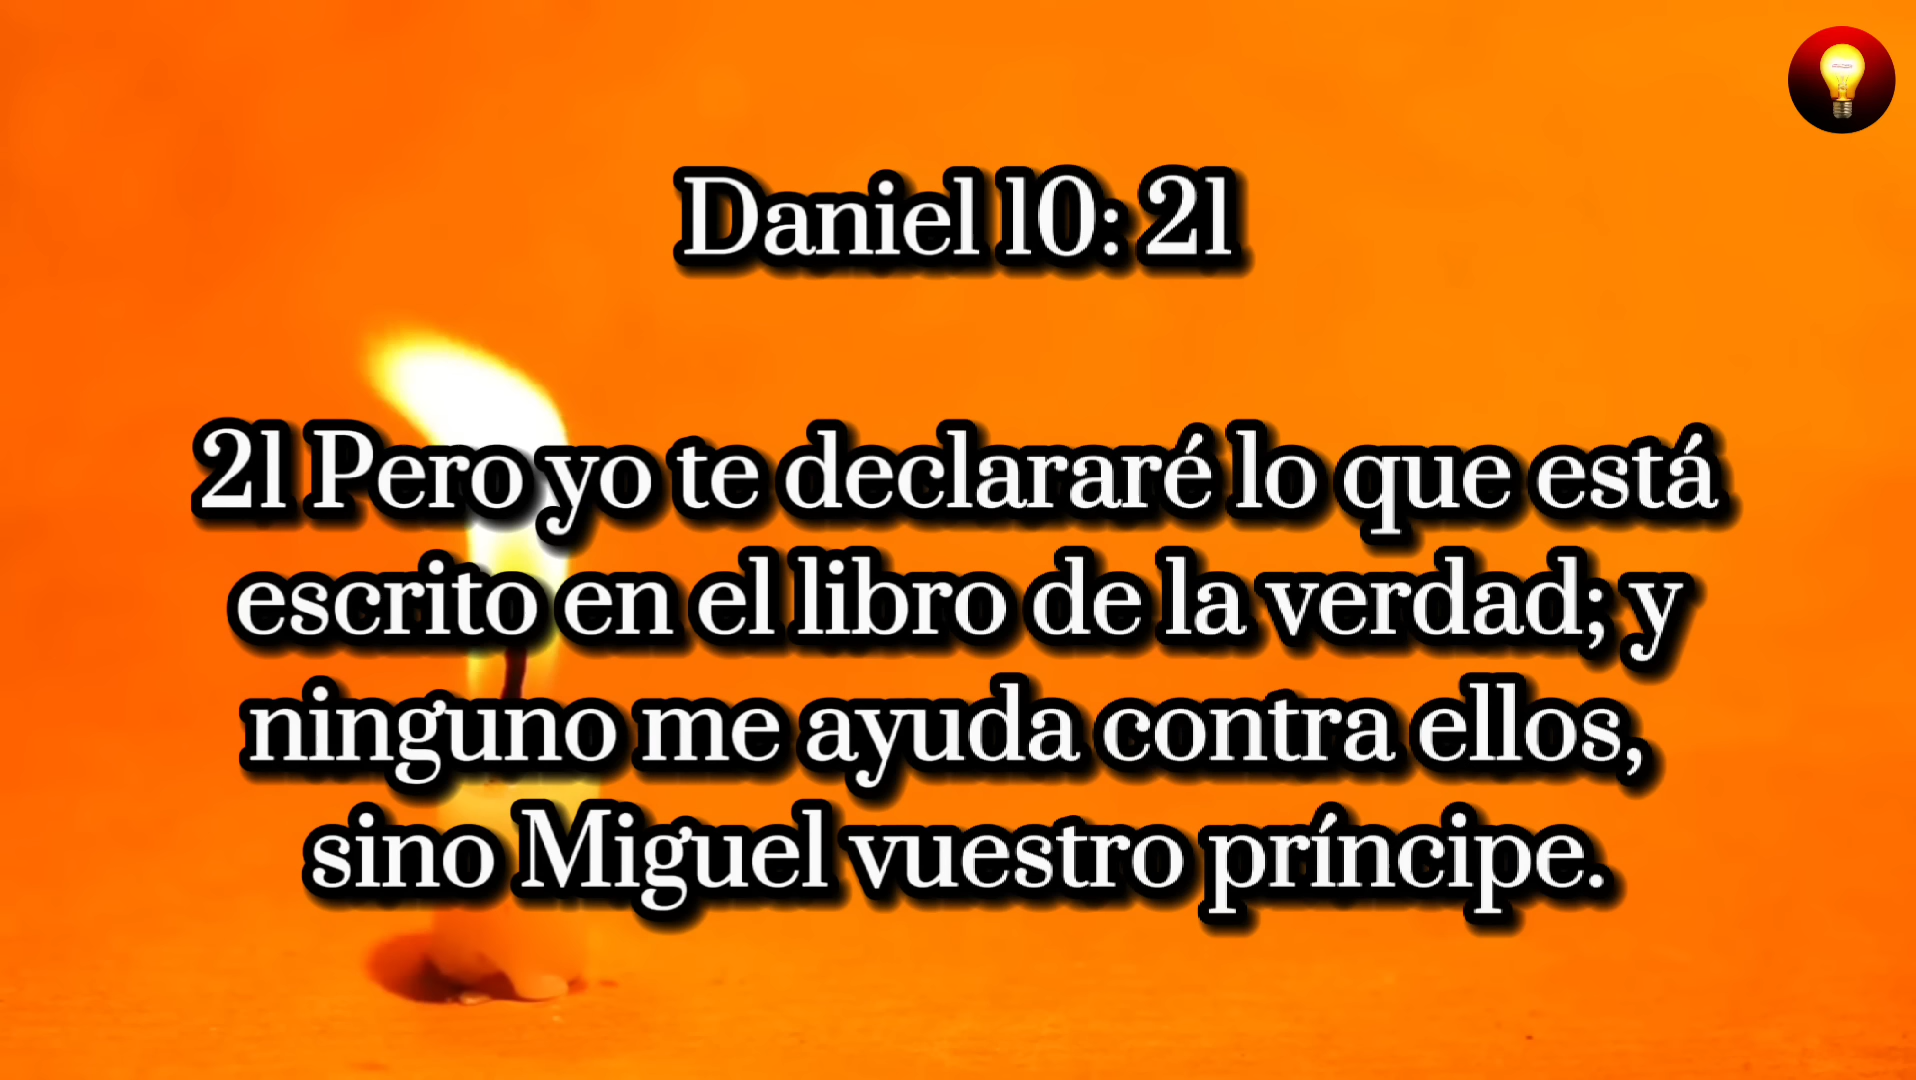 Daniel 10: 21
21 Pero yo te declararé lo que está
escrito en el libro de la verdad; y
ninguno me ayuda contra ellos,
sino Miguel vuestro príncipe.